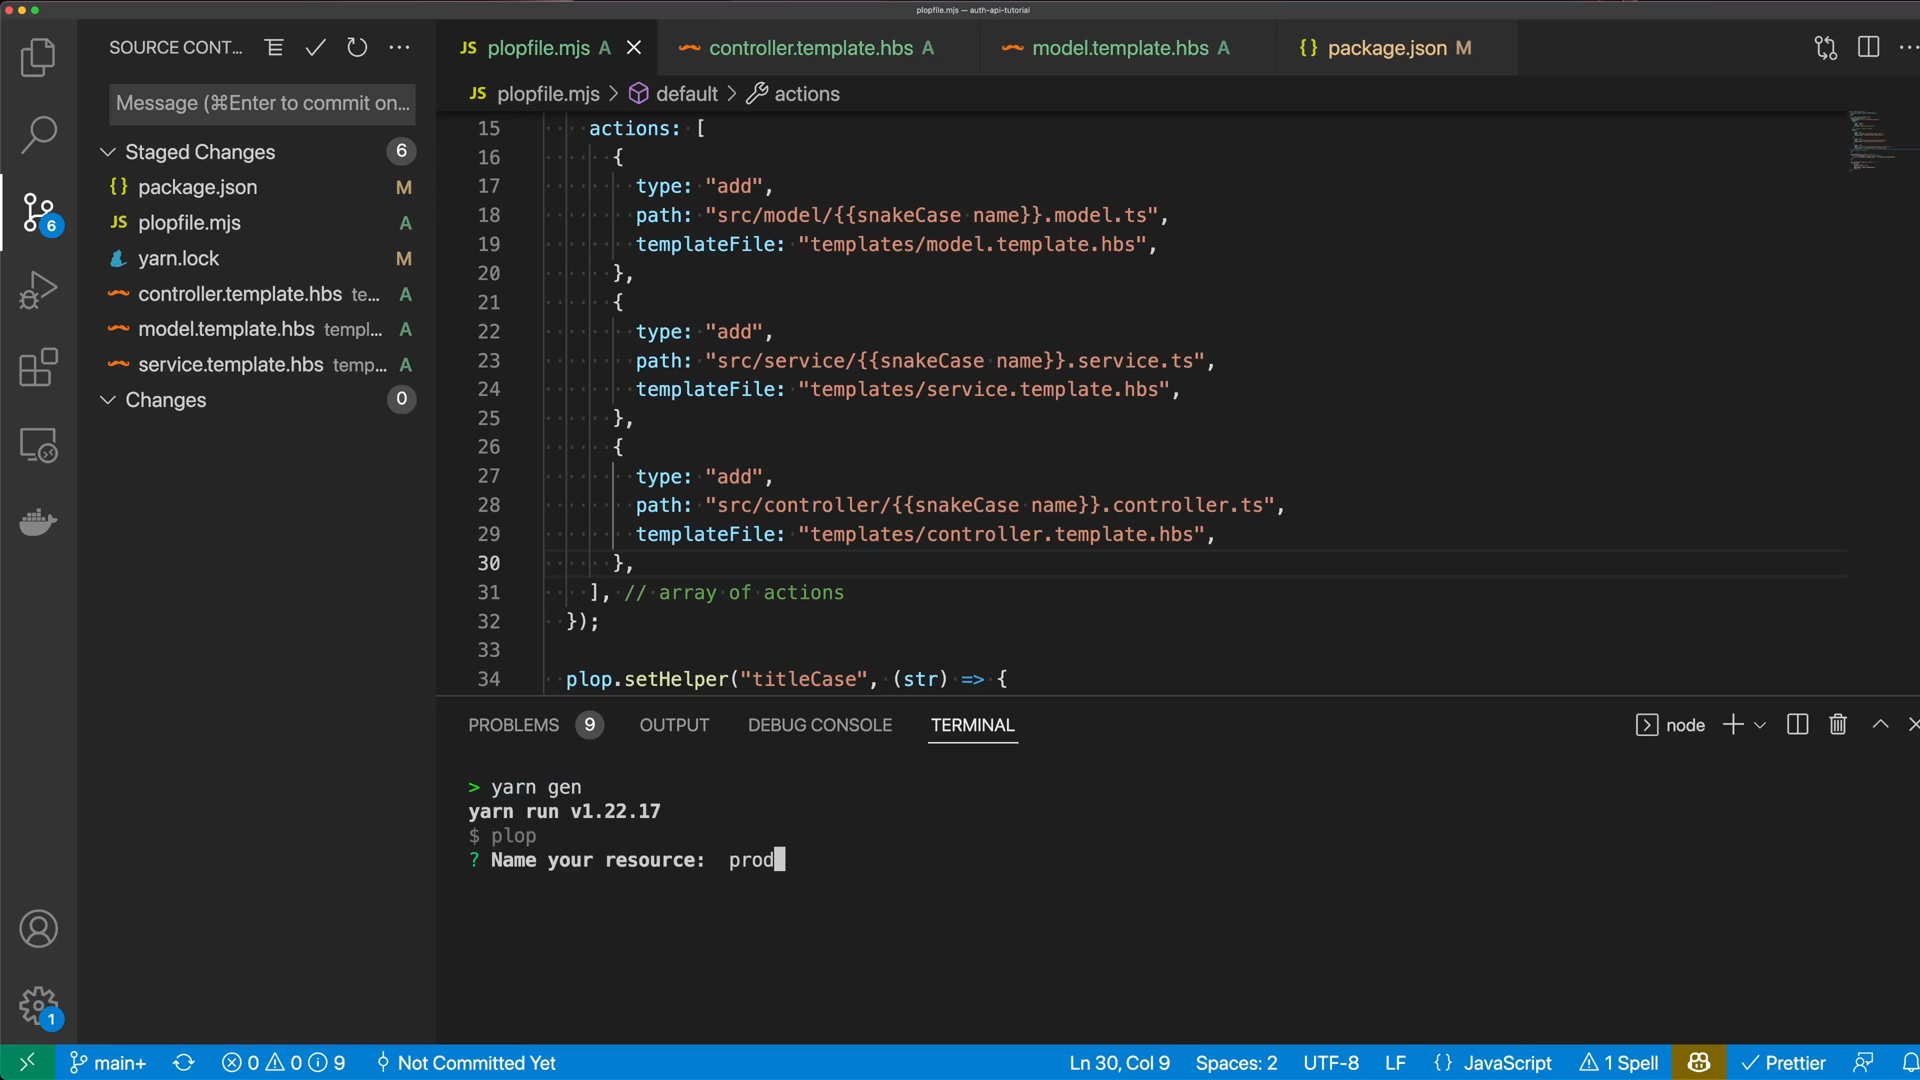 plopfile.mjs — auth-api-tutorial
SOURCE CONT...
JS plopfile.mjs A
controller.template.hbs A
model.template.hbs A
{} package.json M
Message (⌘Enter to commit on...
JS plopfile.mjs > default > actions
Staged Changes 6
{} package.json M
JS plopfile.mjs A
yarn.lock M
controller.template.hbs te... A
model.template.hbs templ... A
service.template.hbs temp... A
Changes 0
6
1
15 actions: [
16 {
17 type: "add",
18 path: "src/model/{{snakeCase name}}.model.ts",
19 templateFile: "templates/model.template.hbs",
20 },
21 {
22 type: "add",
23 path: "src/service/{{snakeCase name}}.service.ts",
24 templateFile: "templates/service.template.hbs",
25 },
26 {
27 type: "add",
28 path: "src/controller/{{snakeCase name}}.controller.ts",
29 templateFile: "templates/controller.template.hbs",
30 },
31 ], // array of actions
32 });
33
34 plop.setHelper("titleCase", (str) => {
PROBLEMS 9 OUTPUT DEBUG CONSOLE TERMINAL
node
> yarn gen
yarn run v1.22.17
$ plop
? Name your resource: prod
main+ 0 0 9 Not Committed Yet
Ln 30, Col 9 Spaces: 2 UTF-8 LF {} JavaScript 1 Spell Prettier